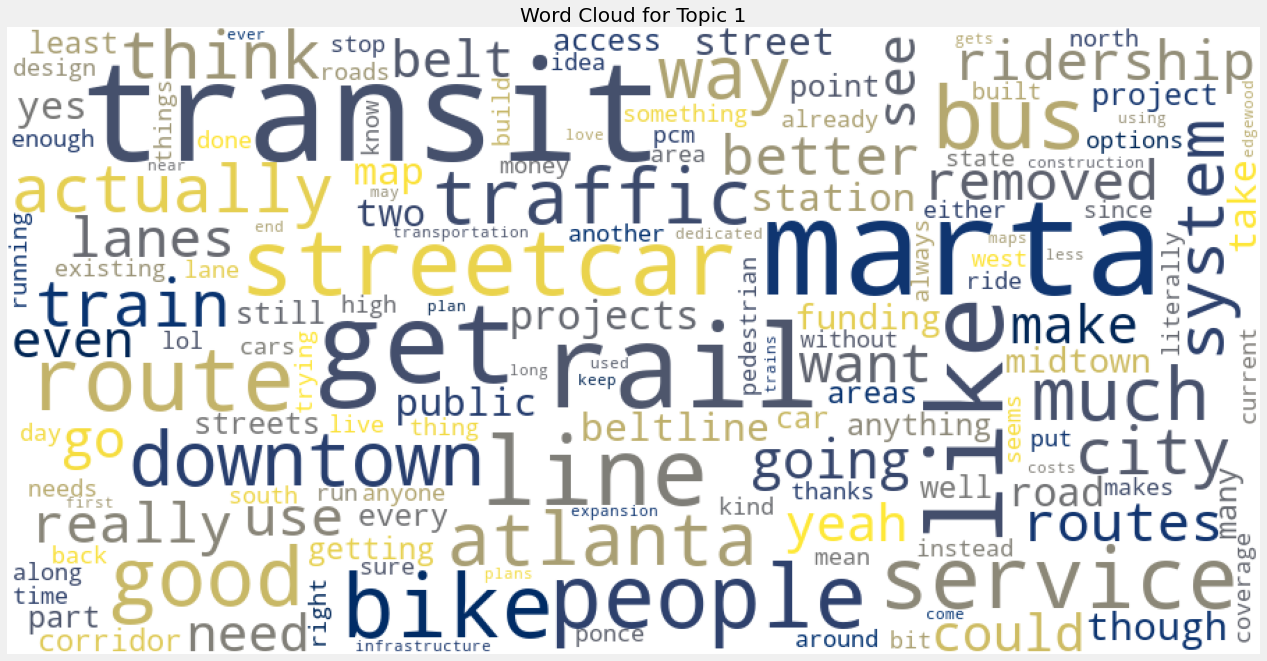 Word Cloud for Topic 1
least think ever stop belt access street see gets north ridership
design roads idea way point built project
transit
yes things know build something already bus using options edgewood
enough done love pcm area better state construction
near map money station removed system take
actually may traffic either since
two transportation another dedicated marta maps less
lanes end streetcar west always ride
running existing lane pedestrian literally
train still high plan projects funding like make
even lol cars get rail trains without want midtown
route trying long used keep areas much current
streets public beltline car anything seems
day go live thing put city
downtown line going costs
needs first south run anyone thanks well road makes many
really use every expansion kind yeah routes
back getting atlanta mean instead
along good sure plans service coverage
time bike people come
part right ponce around bit could though
corridor need infrastructure